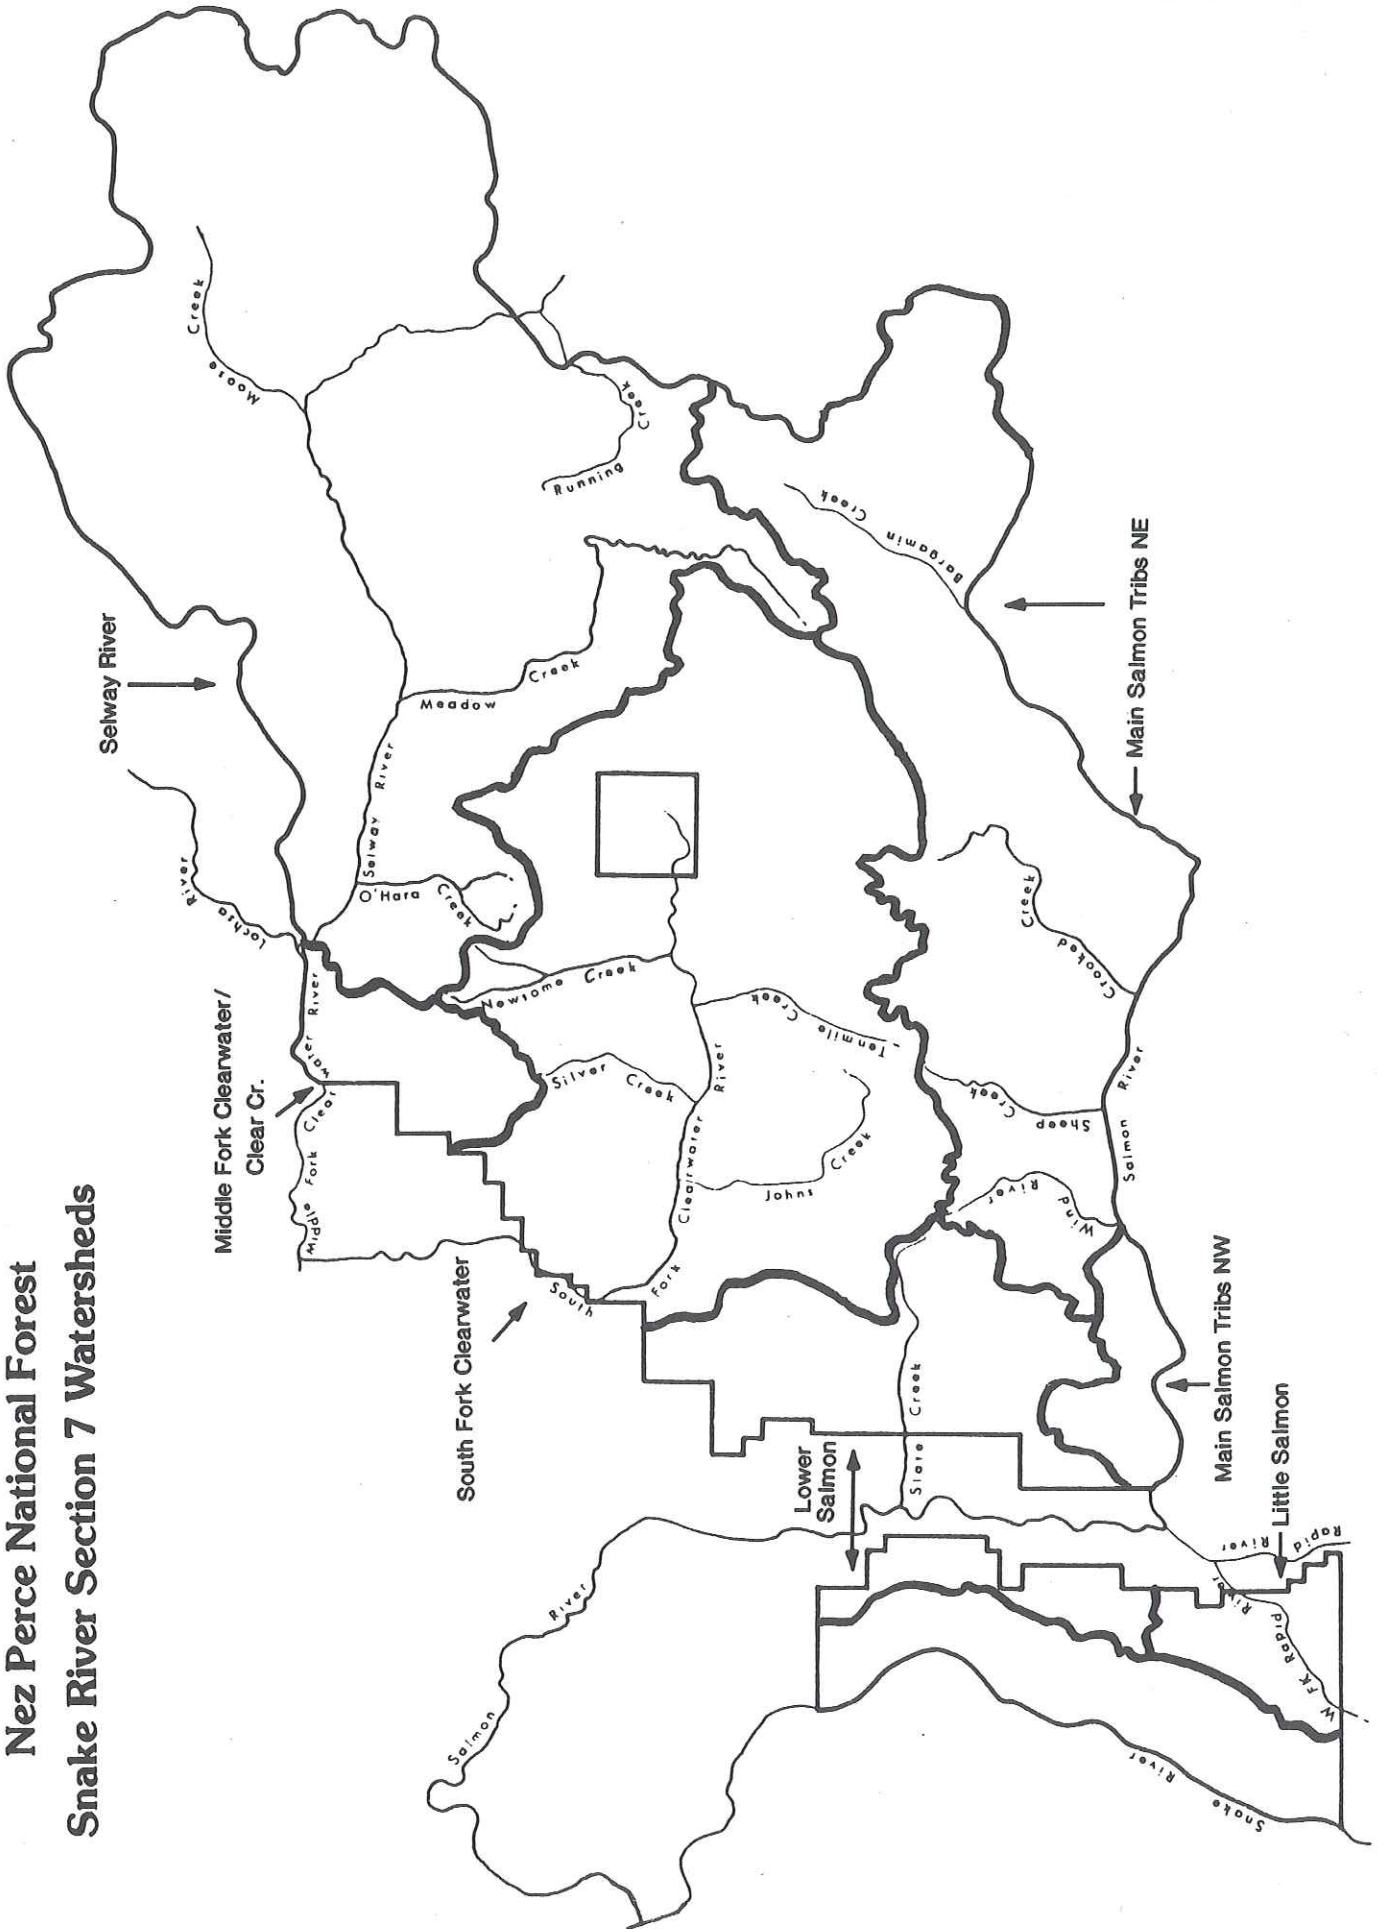 Nez Perce National Forest
Snake River Section 7 Watersheds
Selway River
Middle Fork Clearwater/
Clear Cr.
South Fork Clearwater
Lower
Salmon
Main Salmon Tribs NE
Main Salmon Tribs NW
Little Salmon
Moose Creek
Running Creek
Bargamin Creek
Meadow Creek
Selway River
O'Hara Creek
Lochsa River
Middle Fork Clear water River
Newsome Creek
Silver Creek
Tenmile Creek
Johns Creek
South Fork Clearwater River
Crooked Creek
Sheep Creek
Wind River
Salmon River
Slate Creek
Salmon River
Rapid River
W FK Rapid River
Snake River